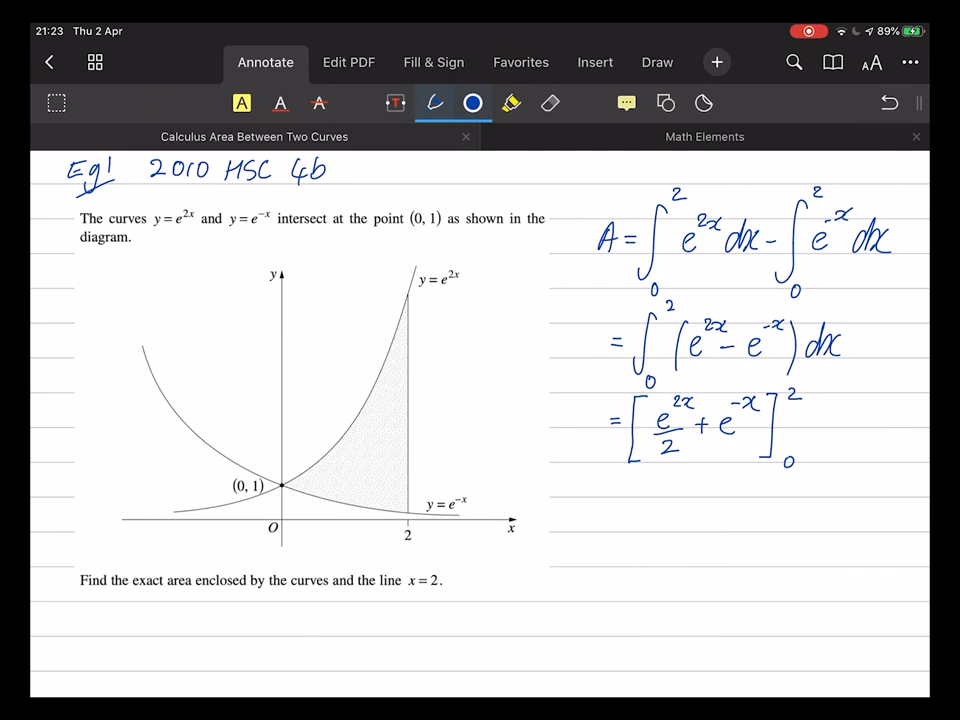 21:23 Thu 2 Apr 89%
Annotate Edit PDF Fill & Sign Favorites Insert Draw + AA
A A A T
Calculus Area Between Two Curves × Math Elements ×
Eg1 2010 HSC 4b
The curves y = e^{2x} and y = e^{-x} intersect at the point (0, 1) as shown in the
diagram.
y
y = e^{2x}
(0, 1)
y = e^{-x}
O 2 x
Find the exact area enclosed by the curves and the line x = 2.
A = ∫_0^2 e^{2x} dx - ∫_0^2 e^{-x} dx
= ∫_0^2 (e^{2x} - e^{-x}) dx
= [e^{2x}/2 + e^{-x}]_0^2